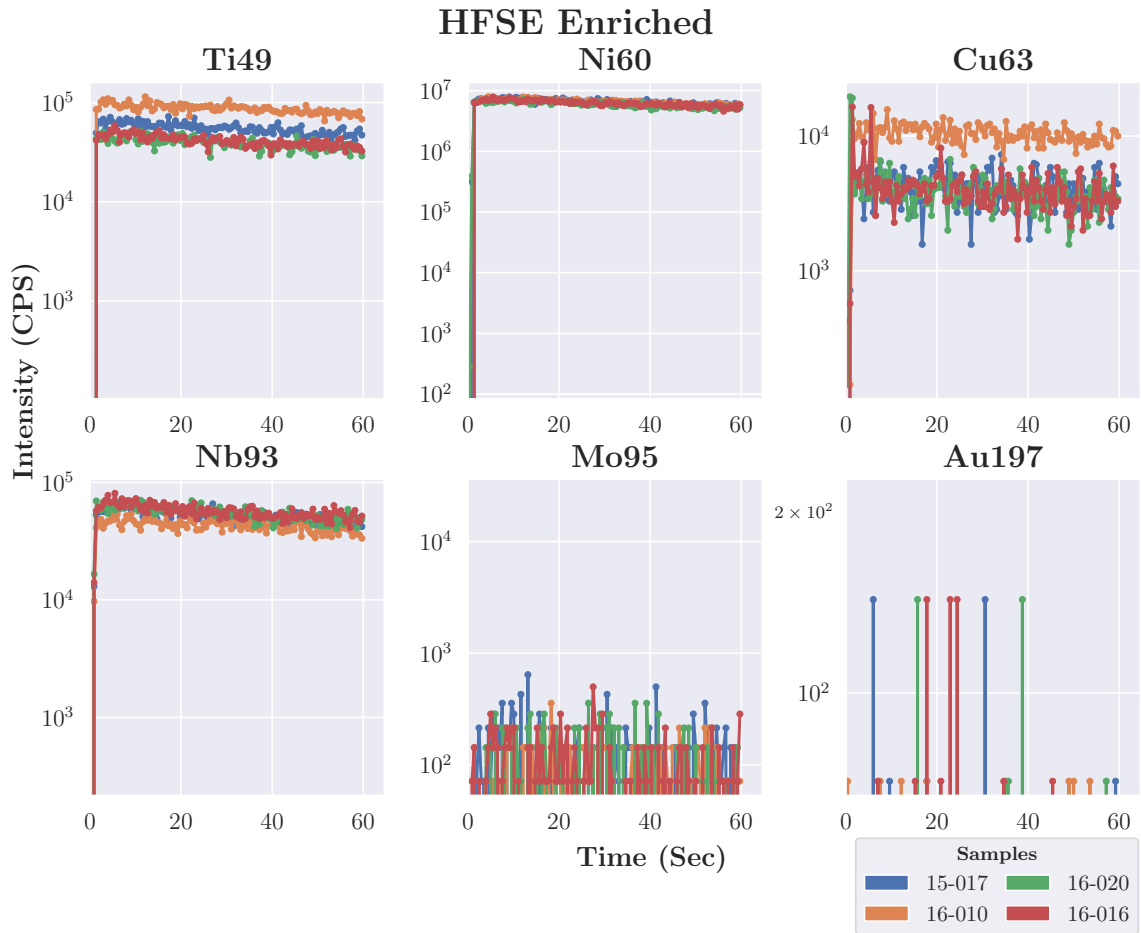 HFSE Enriched
Ti49 Ni60 Cu63
10^5 10^4 10^3
10^7 10^6 10^5 10^4 10^3 10^2
10^4 10^3
0 20 40 60 0 20 40 60 0 20 40 60
Intensity (CPS)
Nb93 Mo95 Au197
10^5 10^4 10^3
10^4 10^3 10^2
2 × 10^2 10^2
0 20 40 60 0 20 40 60 0 20 40 60
Time (Sec)
Samples
15-017 16-020
16-010 16-016